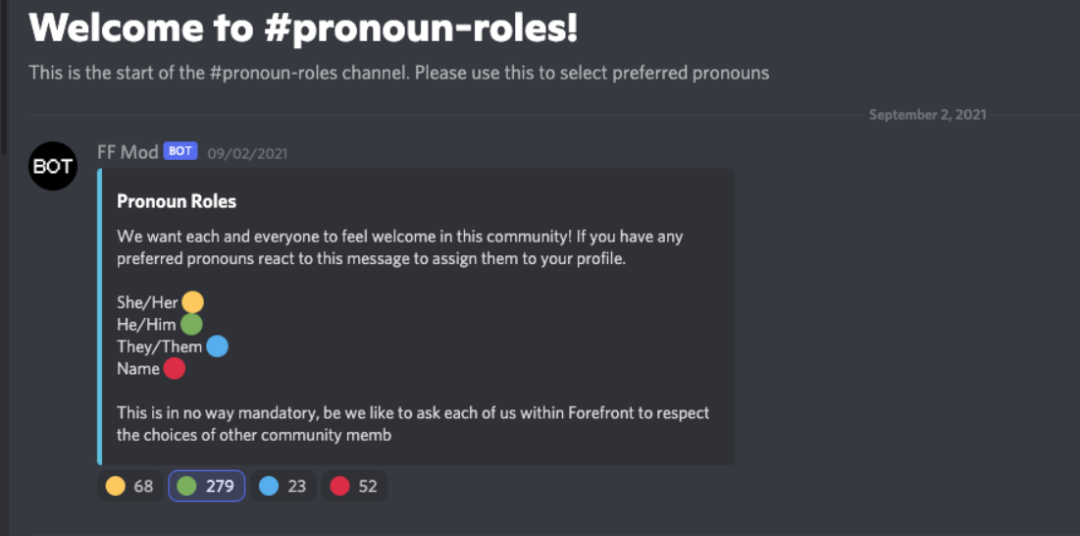 Welcome to #pronoun-roles!
This is the start of the #pronoun-roles channel. Please use this to select preferred pronouns
September 2, 2021
BOT
FF Mod BOT 09/02/2021
Pronoun Roles
We want each and everyone to feel welcome in this community! If you have any
preferred pronouns react to this message to assign them to your profile.
She/Her
He/Him
They/Them
Name
This is in no way mandatory, be we like to ask each of us within Forefront to respect
the choices of other community memb
68 279 23 52